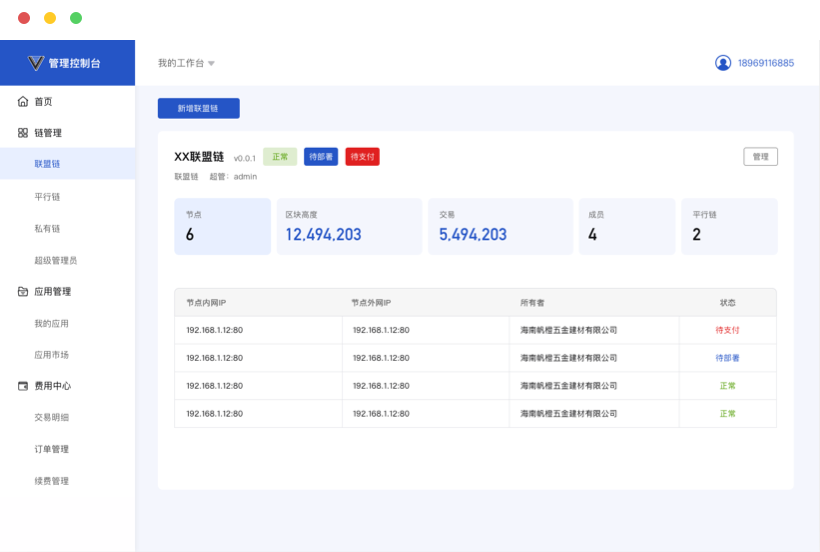 管理控制台
我的工作台
18969116885
首页
链管理
联盟链
平行链
私有链
超级管理员
应用管理
我的应用
应用市场
费用中心
交易明细
订单管理
续费管理
新增联盟链
XX联盟链 v0.0.1 正常 待部署 待支付 管理
联盟链 超管：admin
节点 区块高度 交易 成员 平行链
6 12,494,203 5,494,203 4 2
节点内网IP 节点外网IP 所有者 状态
192.168.1.12:80 192.168.1.12:80 海南帆檀五金建材有限公司 待支付
192.168.1.12:80 192.168.1.12:80 海南帆檀五金建材有限公司 待部署
192.168.1.12:80 192.168.1.12:80 海南帆檀五金建材有限公司 正常
192.168.1.12:80 192.168.1.12:80 海南帆檀五金建材有限公司 正常